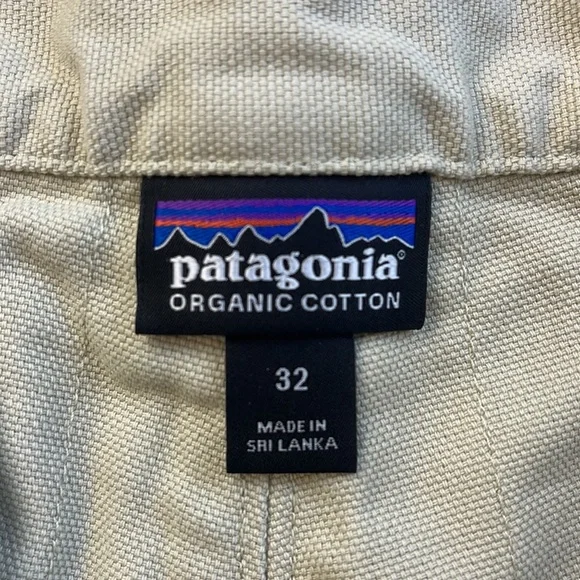 patagonia®
ORGANIC COTTON
32
MADE IN
SRI LANKA